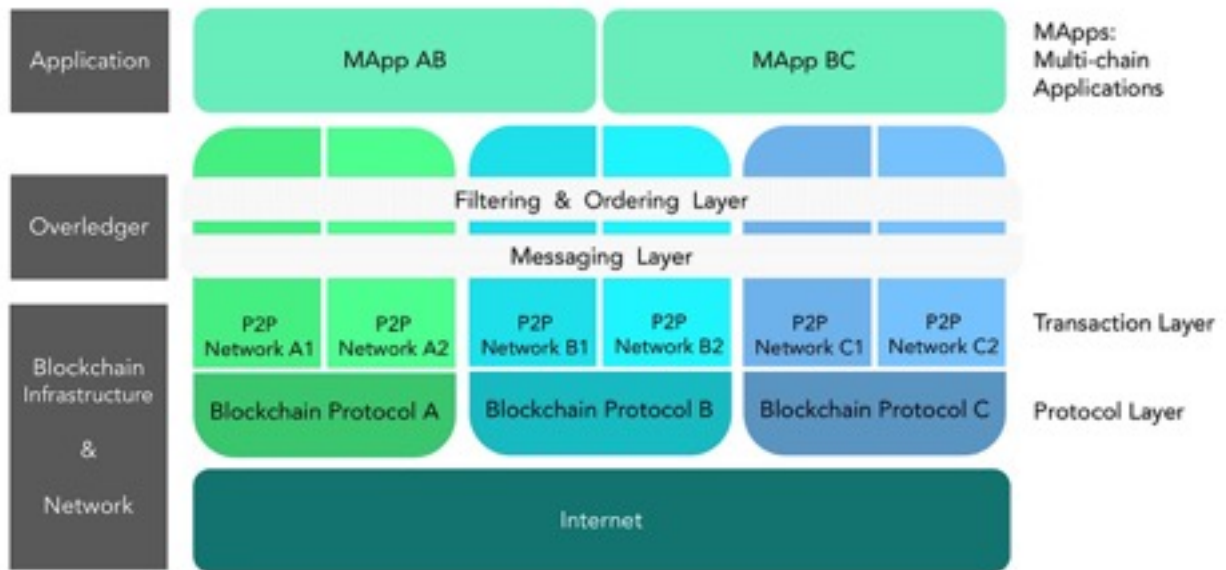 Application
MApp AB
MApp BC
MApps:
Multi-chain
Applications
Overledger
Filtering & Ordering Layer
Messaging Layer
Blockchain
Infrastructure
&
Network
P2P
Network A1
P2P
Network A2
P2P
Network B1
P2P
Network B2
P2P
Network C1
P2P
Network C2
Transaction Layer
Blockchain Protocol A
Blockchain Protocol B
Blockchain Protocol C
Protocol Layer
Internet